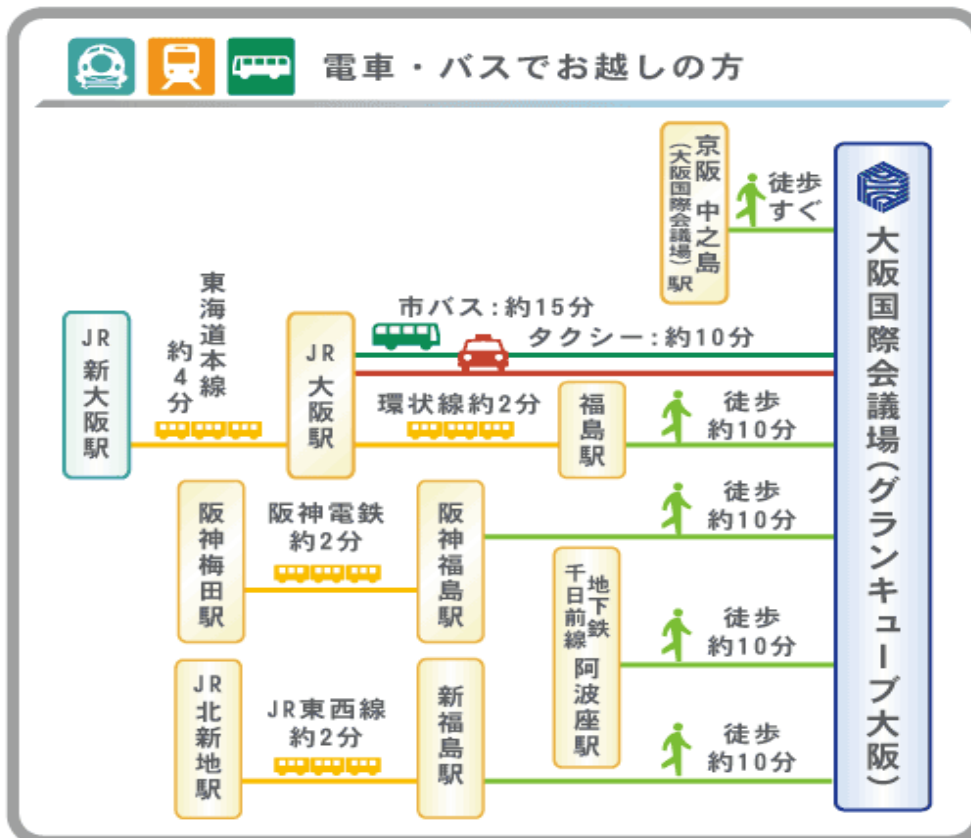 電車・バスでお越しの方
京阪 中之島
(大阪国際会議場)駅
徒歩
すぐ
大阪国際会議場(グランキューブ大阪)
JR 新大阪駅
東海道本線
約4分
JR 大阪駅
市バス:約15分
タクシー:約10分
環状線約2分
福島駅
徒歩
約10分
阪神梅田駅
阪神電鉄
約2分
阪神福島駅
徒歩
約10分
地下鉄
千日前線
阿波座駅
徒歩
約10分
JR 北新地駅
JR東西線
約2分
新福島駅
徒歩
約10分